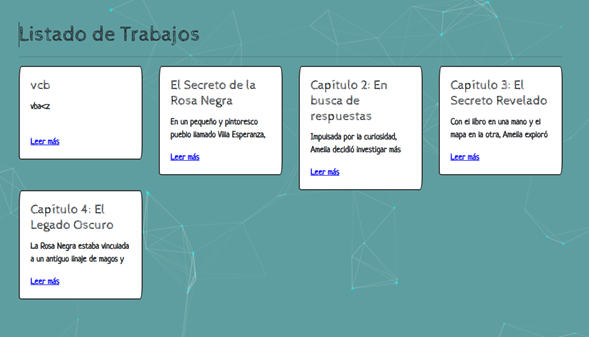 Listado de Trabajos
vcb
vba<z
Leer más
El Secreto de la
Rosa Negra
En un pequeño y pintoresco
pueblo llamado Villa Esperanza,
Leer más
Capítulo 2: En
busca de
respuestas
Impulsada por la curiosidad,
Amelia decidió investigar más
Leer más
Capítulo 3: El
Secreto Revelado
Con el libro en una mano y el
mapa en la otra, Amelia exploró
Leer más
Capítulo 4: El
Legado Oscuro
La Rosa Negra estaba vinculada
a un antiguo linaje de magos y
Leer más